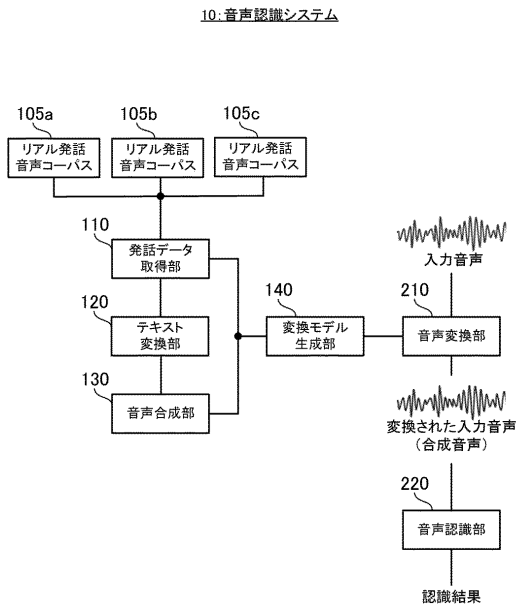 10:音声認識システム
105a
105b
105c
リアル発話
音声コーパス
リアル発話
音声コーパス
リアル発話
音声コーパス
110
発話データ
取得部
入力音声
120
テキスト
変換部
140
変換モデル
生成部
210
音声変換部
130
音声合成部
変換された入力音声
(合成音声)
220
音声認識部
認識結果